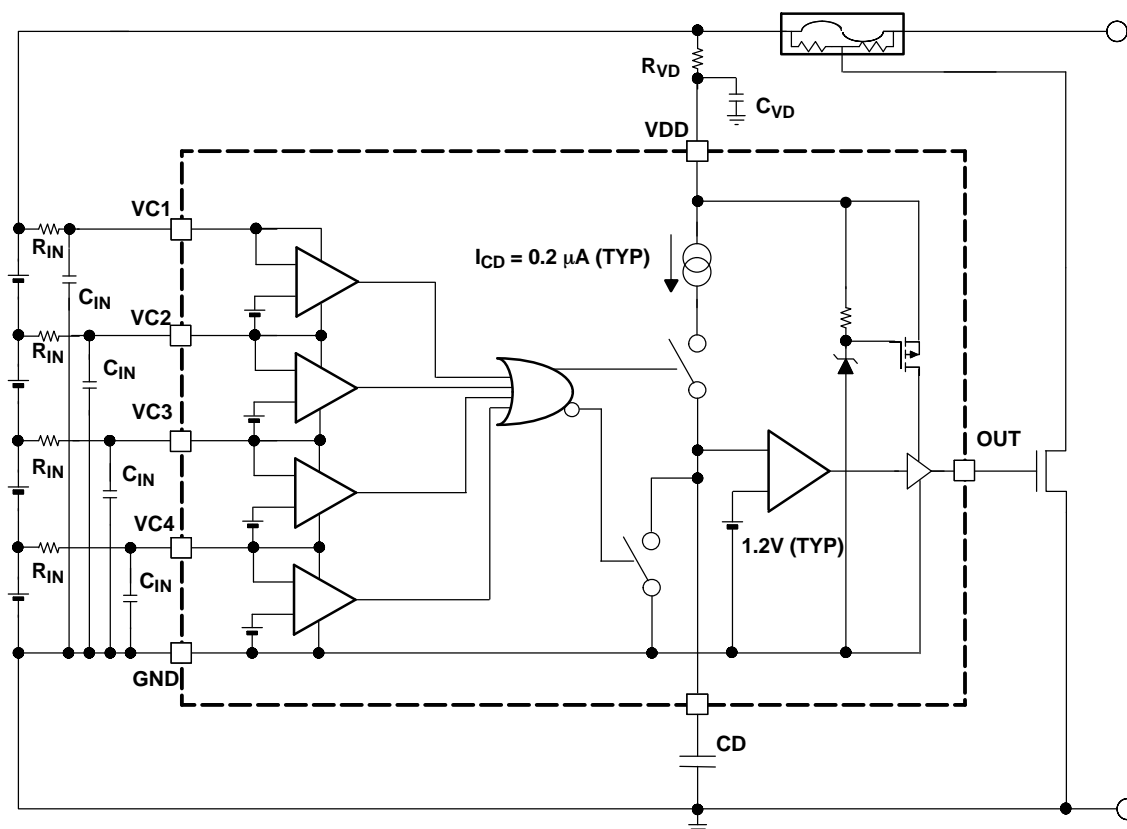 RVD
CVD
VDD
VC1
RIN
ICD = 0.2 μA (TYP)
CIN
VC2
RIN
CIN
VC3
OUT
RIN
CIN
VC4
1.2V (TYP)
RIN
CIN
GND
CD